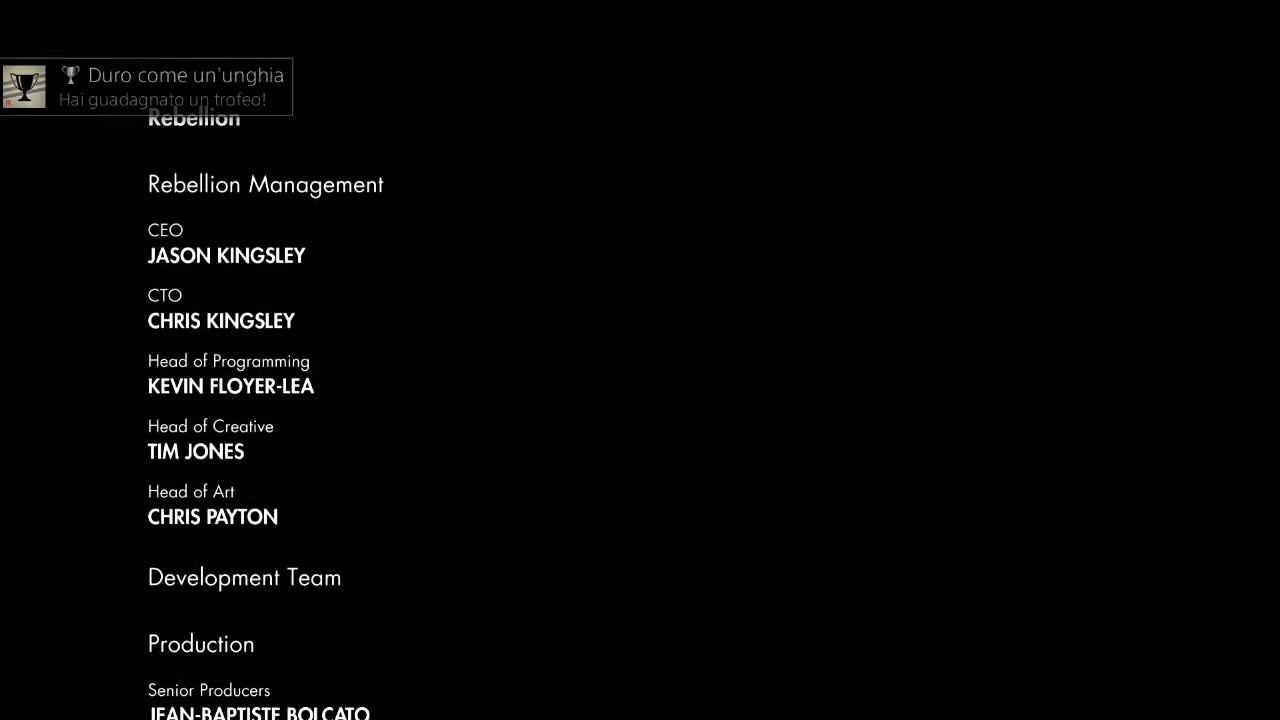 Duro come un'unghia
Hai guadagnato un trofeo!
Rebellion
Rebellion Management
CEO
JASON KINGSLEY
CTO
CHRIS KINGSLEY
Head of Programming
KEVIN FLOYER-LEA
Head of Creative
TIM JONES
Head of Art
CHRIS PAYTON
Development Team
Production
Senior Producers
JEAN-BAPTISTE BOLCATO